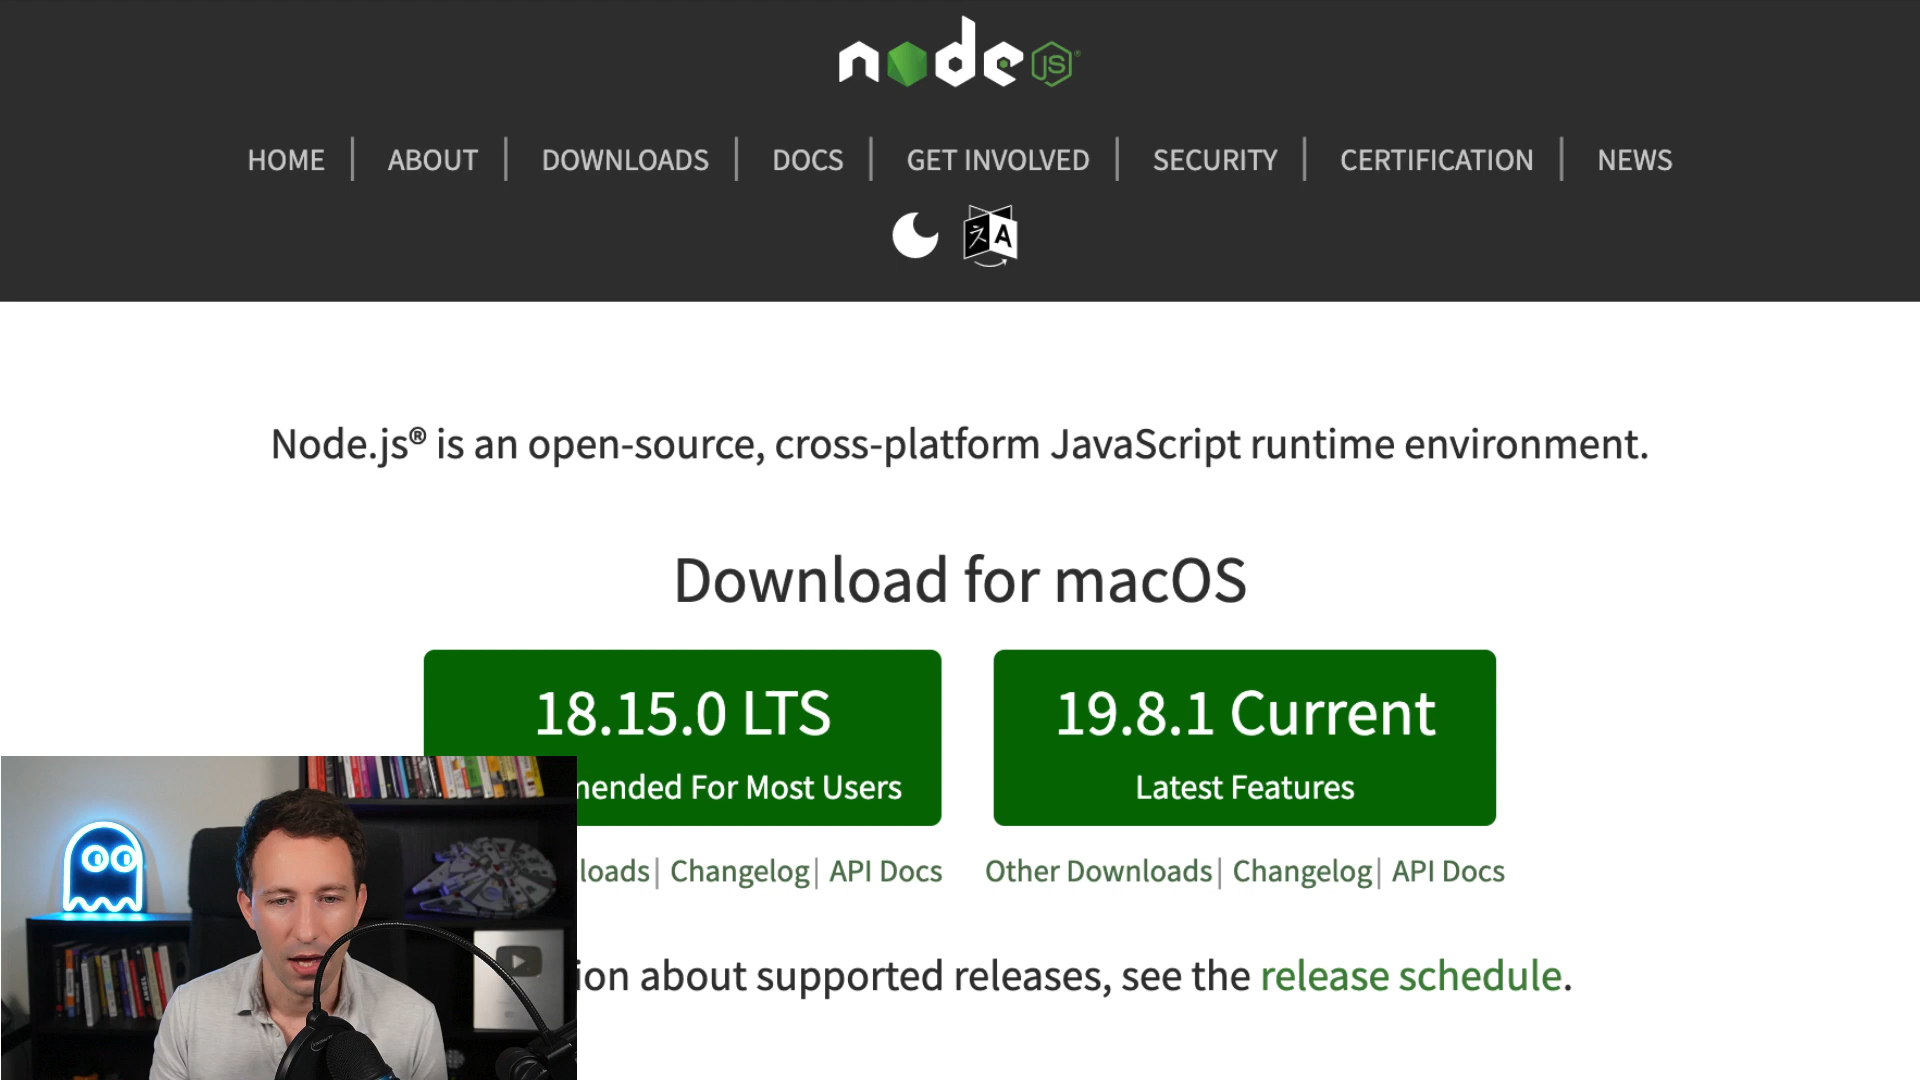 node JS®
HOME | ABOUT | DOWNLOADS | DOCS | GET INVOLVED | SECURITY | CERTIFICATION | NEWS
文 A
Node.js® is an open-source, cross-platform JavaScript runtime environment.
Download for macOS
18.15.0 LTS
mended For Most Users
19.8.1 Current
Latest Features
loads| Changelog| API Docs
Other Downloads| Changelog| API Docs
ion about supported releases, see the release schedule.